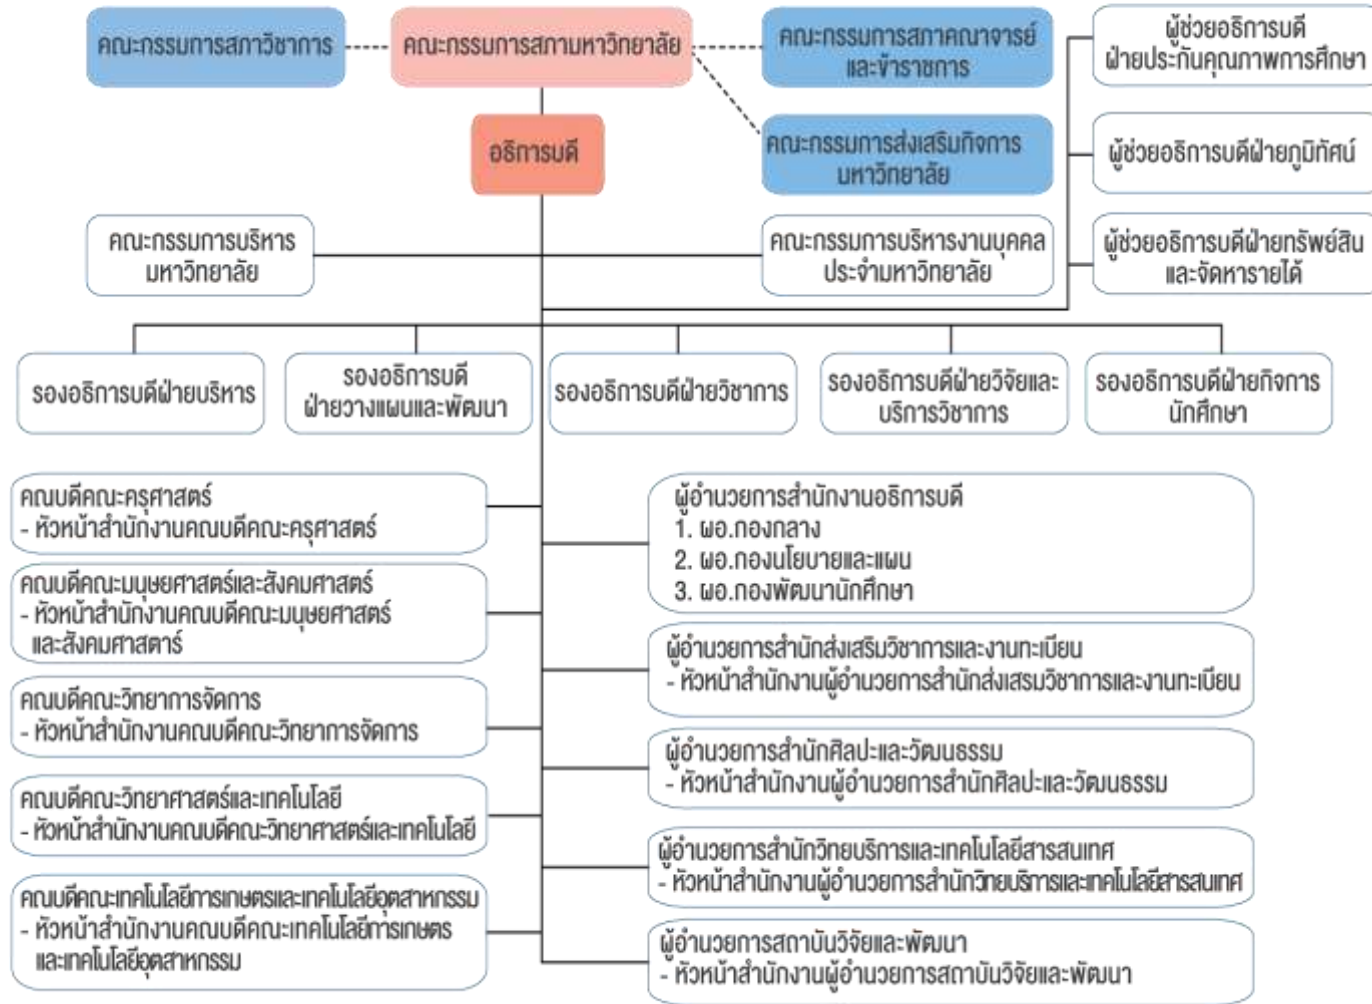 คณะกรรมการสภาวิชาการ
คณะกรรมการสภามหาวิทยาลัย
คณะกรรมการสภาคณาจารย์
และข้าราชการ
ผู้ช่วยอธิการบดี
ฝ่ายประกันคุณภาพการศึกษา
อธิการบดี
คณะกรรมการส่งเสริมกิจการ
มหาวิทยาลัย
ผู้ช่วยอธิการบดีฝ่ายภูมิทัศน์
คณะกรรมการบริหาร
มหาวิทยาลัย
คณะกรรมการบริหารงานบุคคล
ประจำมหาวิทยาลัย
ผู้ช่วยอธิการบดีฝ่ายทรัพย์สิน
และจัดหารายได้
รองอธิการบดีฝ่ายบริหาร
รองอธิการบดี
ฝ่ายวางแผนและพัฒนา
รองอธิการบดีฝ่ายวิชาการ
รองอธิการบดีฝ่ายวิจัยและ
บริการวิชาการ
รองอธิการบดีฝ่ายกิจการ
นักศึกษา
คณบดีคณะครุศาสตร์
- หัวหน้าสำนักงานคณบดีคณะครุศาสตร์
คณบดีคณะมนุษยศาสตร์และสังคมศาสตร์
- หัวหน้าสำนักงานคณบดีคณะมนุษยศาสตร์
และสังคมศาสตาร์
คณบดีคณะวิทยาการจัดการ
- หัวหน้าสำนักงานคณบดีคณะวิทยาการจัดการ
คณบดีคณะวิทยาศาสตร์และเทคโนโลยี
- หัวหน้าสำนักงานคณบดีคณะวิทยาศาสตร์และเทคโนโลยี
คณบดีคณะเทคโนโลยีการเกษตรและเทคโนโลยีอุตสาหกรรม
- หัวหน้าสำนักงานคณบดีคณะเทคโนโลยีการเกษตร
และเทคโนโลยีอุตสาหกรรม
ผู้อำนวยการสำนักงานอธิการบดี
1. ผอ.กองกลาง
2. ผอ.กองนโยบายและแผน
3. ผอ.กองพัฒนานักศึกษา
ผู้อำนวยการสำนักส่งเสริมวิชาการและงานทะเบียน
- หัวหน้าสำนักงานผู้อำนวยการสำนักส่งเสรมวิชาการและงานทะเบียน
ผู้อำนวยการสำนักศิลปะและวัฒนธรรม
- หัวหน้าสำนักงานผู้อำนวยการสำนักศิลปะและวัฒนธรรม
ผู้อำนวยการสำนักวิทยบริการและเทคโนโลยีสารสนเทศ
- หัวหน้าสำนักงานผู้อำนวยการสำนักวิทยบริการและเทคโนโลยีสารสนเทศ
ผู้อำนวยการสถาบันวิจัยและพัฒนา
- หัวหน้าสำนักงานผู้อำนวยการสถาบันวิจัยและพัฒนา